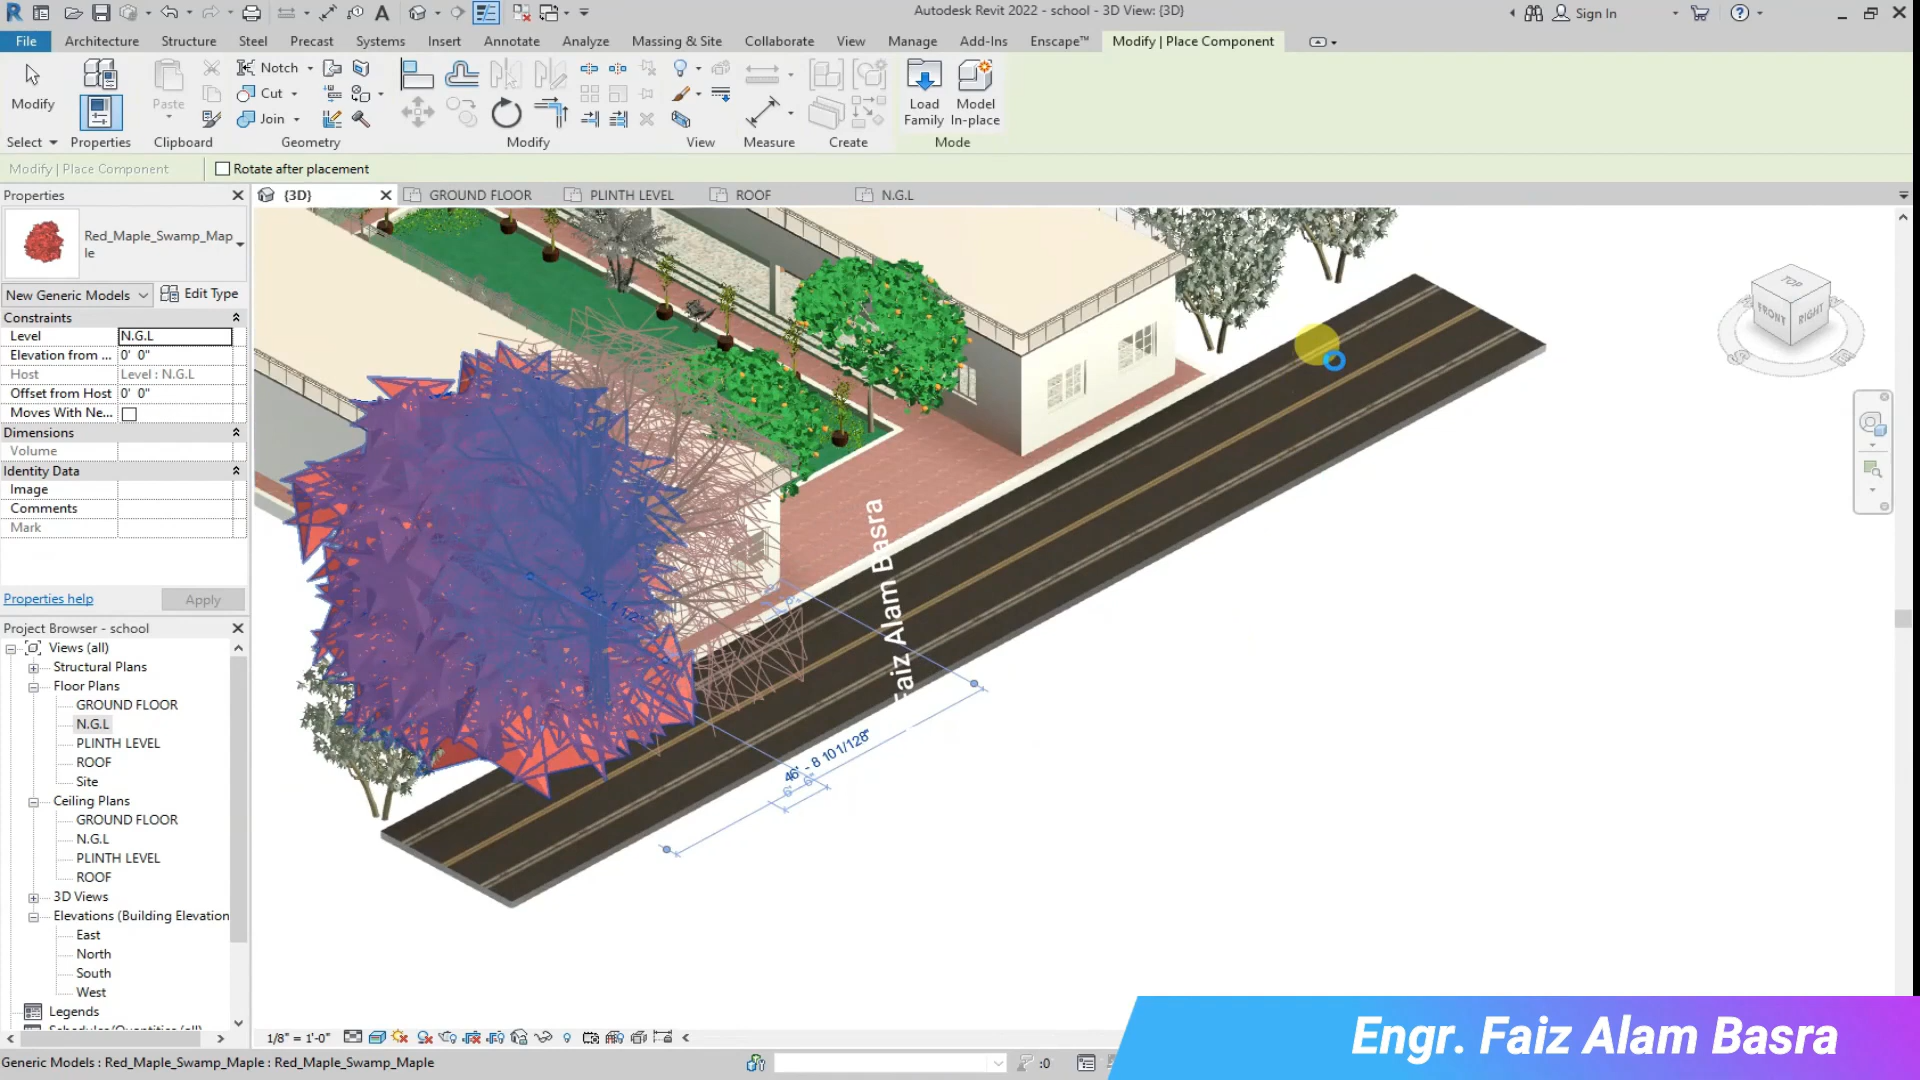 Autodesk Revit 2022 - school - 3D View: {3D}
Sign In
File
Architecture
Structure
Steel
Precast
Systems
Insert
Annotate
Analyze
Massing & Site
Collaborate
View
Manage
Add-Ins
Enscape™
Modify | Place Component
Modify
Paste
Notch
Cut
Join
Load
Family
Model
In-place
Select
Properties
Clipboard
Geometry
Modify
View
Measure
Create
Mode
Modify | Place Component
Rotate after placement
Properties
{3D}
GROUND FLOOR
PLINTH LEVEL
ROOF
N.G.L
Red_Maple_Swamp_Map
le
New Generic Models
Edit Type
Constraints
Level
N.G.L
Elevation from ...
0' 0"
Host
Level : N.G.L
Offset from Host
0' 0"
Moves With Ne...
Dimensions
Volume
Identity Data
Image
Comments
Mark
Properties help
Apply
Project Browser - school
Views (all)
Structural Plans
Floor Plans
GROUND FLOOR
N.G.L
PLINTH LEVEL
ROOF
Site
Ceiling Plans
GROUND FLOOR
N.G.L
PLINTH LEVEL
ROOF
3D Views
Elevations (Building Elevation
East
North
South
West
Legends
TOP
FRONT
RIGHT
Faiz Alam Basra
46' - 8 101/128"
1/8" = 1'-0"
Generic Models : Red_Maple_Swamp_Maple : Red_Maple_Swamp_Maple
:0
Engr. Faiz Alam Basra